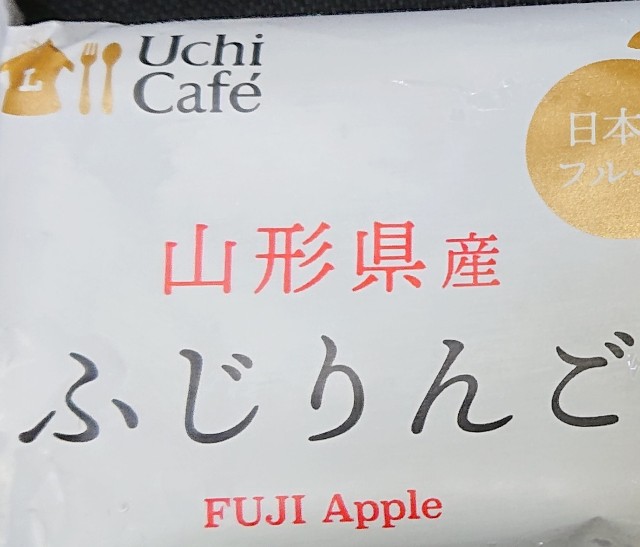 Uchi
Café
L
日本
フル
山形県産
ふじりんご
FUJI Apple